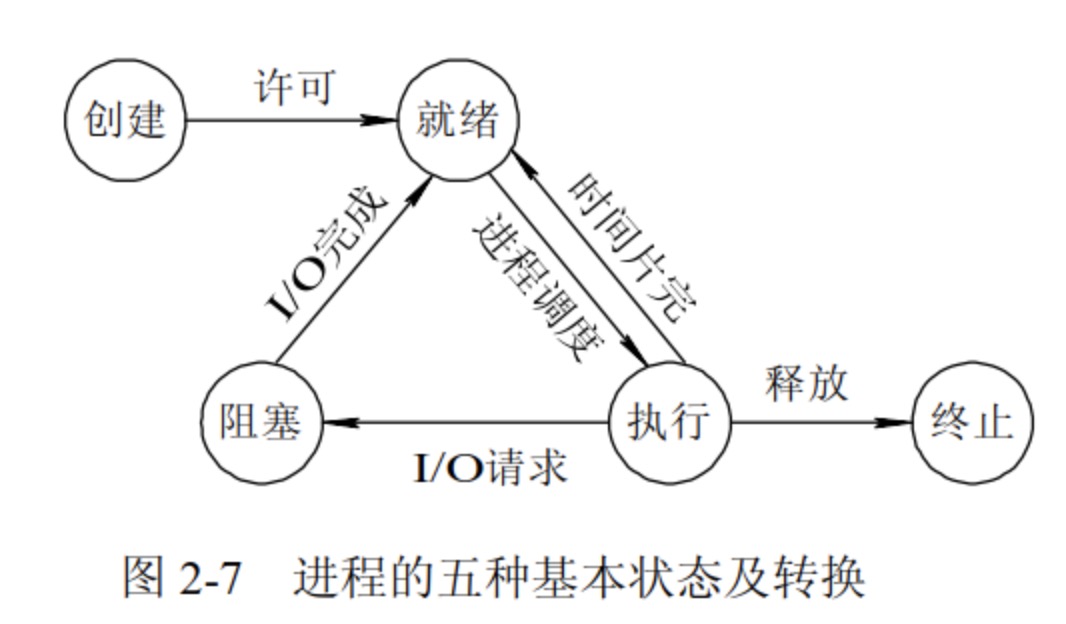 许可
创建
就绪
I/O完成
进程调度
时间片完
阻塞
执行
释放
终止
I/O请求
图 2-7 进程的五种基本状态及转换